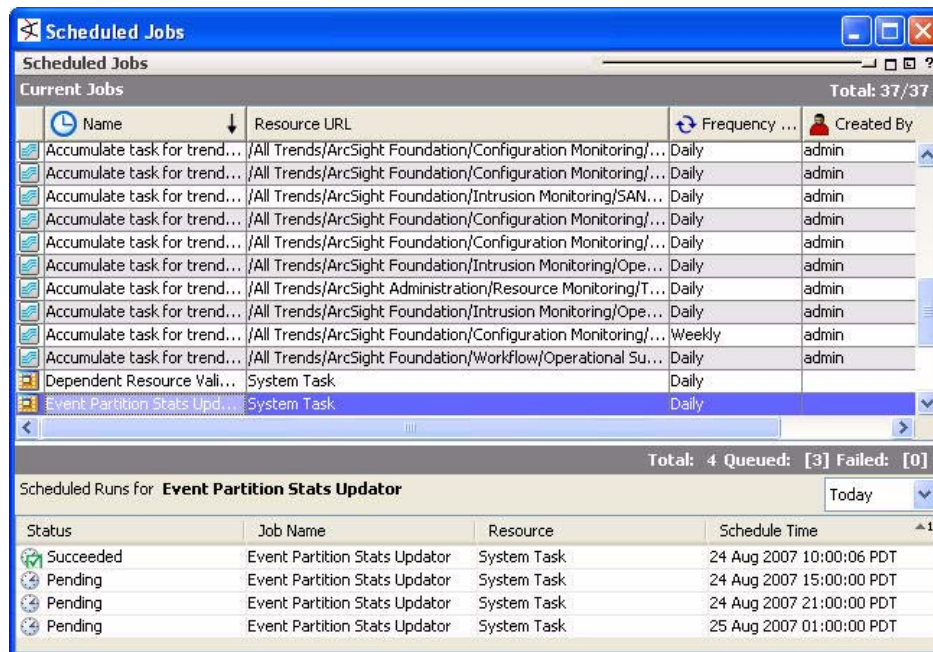 Scheduled Jobs
Scheduled Jobs
Current Jobs Total: 37/37
Name Resource URL Frequency ... Created By
Accumulate task for trend... /All Trends/ArcSight Foundation/Configuration Monitoring/... Daily admin
Accumulate task for trend... /All Trends/ArcSight Foundation/Configuration Monitoring/... Daily admin
Accumulate task for trend... /All Trends/ArcSight Foundation/Intrusion Monitoring/SAN... Daily admin
Accumulate task for trend... /All Trends/ArcSight Foundation/Configuration Monitoring/... Daily admin
Accumulate task for trend... /All Trends/ArcSight Foundation/Configuration Monitoring/... Daily admin
Accumulate task for trend... /All Trends/ArcSight Foundation/Intrusion Monitoring/Ope... Daily admin
Accumulate task for trend... /All Trends/ArcSight Administration/Resource Monitoring/T... Daily admin
Accumulate task for trend... /All Trends/ArcSight Foundation/Intrusion Monitoring/Ope... Daily admin
Accumulate task for trend... /All Trends/ArcSight Foundation/Configuration Monitoring/... Weekly admin
Accumulate task for trend... /All Trends/ArcSight Foundation/Workflow/Operational Su... Daily admin
Dependent Resource Vali... System Task Daily
Event Partition Stats Upd... System Task Daily
Total: 4 Queued: [3] Failed: [0]
Scheduled Runs for Event Partition Stats Updator Today
Status Job Name Resource Schedule Time 1
Succeeded Event Partition Stats Updator System Task 24 Aug 2007 10:00:06 PDT
Pending Event Partition Stats Updator System Task 24 Aug 2007 15:00:00 PDT
Pending Event Partition Stats Updator System Task 24 Aug 2007 21:00:00 PDT
Pending Event Partition Stats Updator System Task 25 Aug 2007 01:00:00 PDT